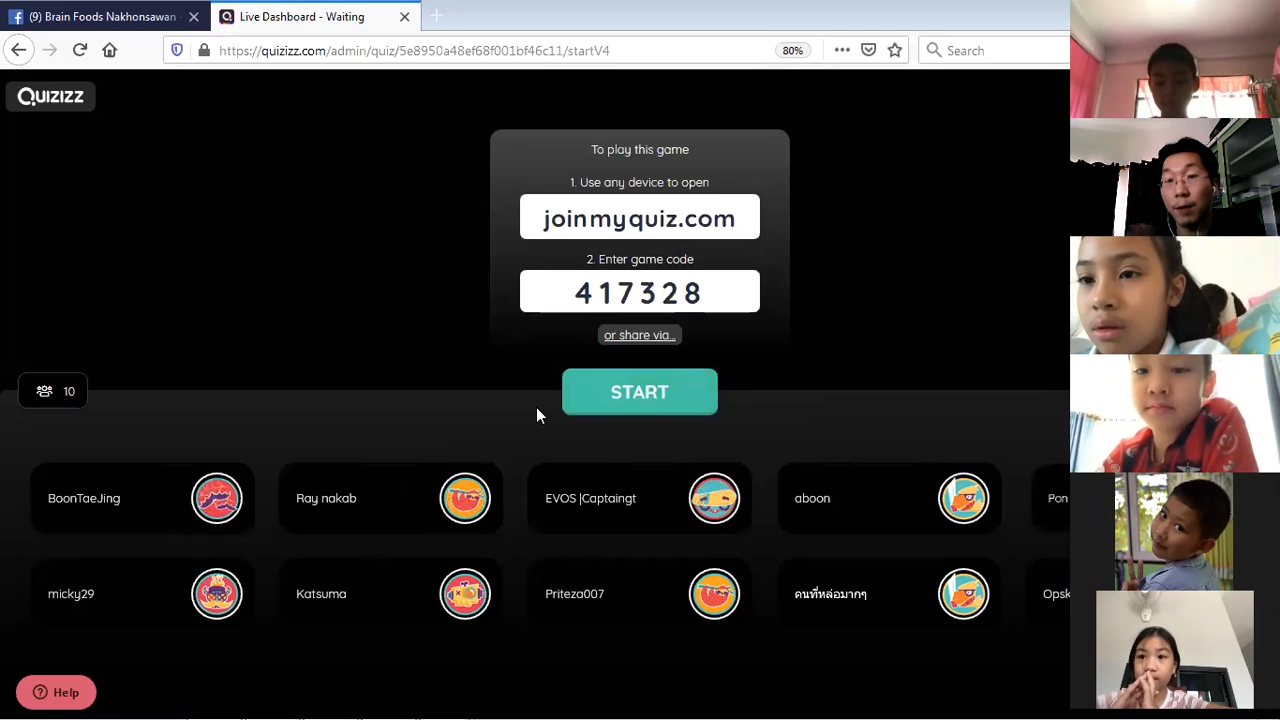 (9) Brain Foods Nakhonsawan -
Live Dashboard - Waiting
https://quizizz.com/admin/quiz/5e8950a48ef68f001bf46c11/startV4
80%
Search
QUIZIZZ
To play this game
1. Use any device to open
joinmyquiz.com
2. Enter game code
417328
or share via...
START
10
BoonTaeJing
Ray nakab
EVOS |Captaingt
aboon
Pon
micky29
Katsuma
Priteza007
คนที่หล่อมากๆ
Opsk
Help